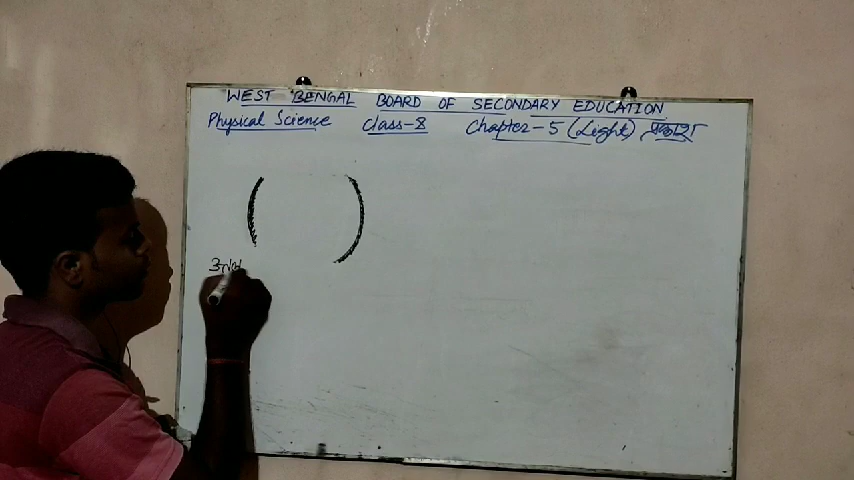 WEST BENGAL BOARD OF SECONDARY EDUCATION
Physical Science Class-8 Chapter-5 (Light)